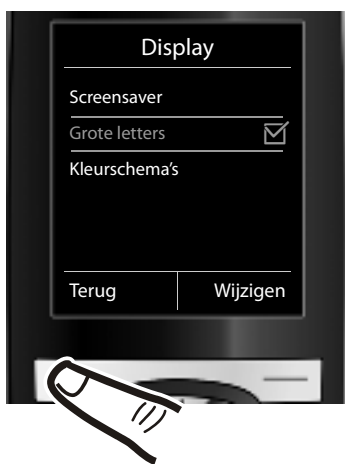 Display
Screensaver
Grote letters
Kleurschema's
Terug Wijzigen